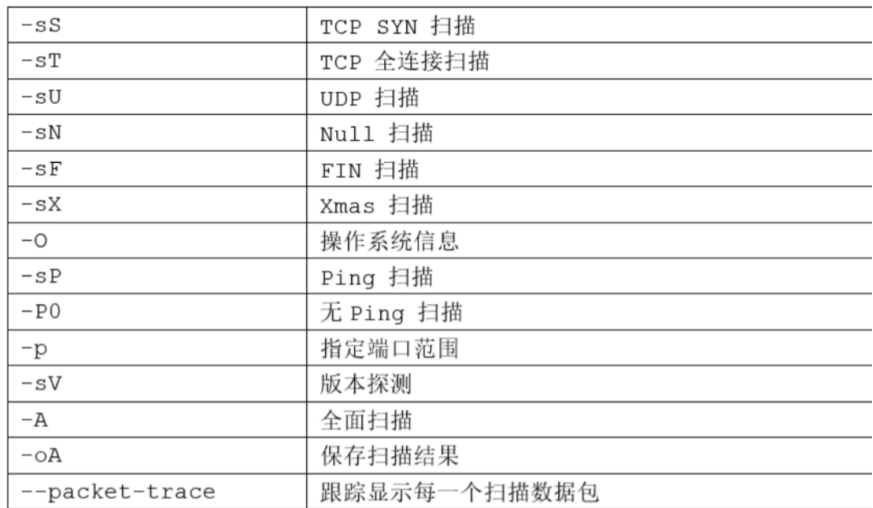 -sS TCP SYN 扫描
-sT TCP 全连接扫描
-sU UDP 扫描
-sN Null 扫描
-sF FIN 扫描
-sX Xmas 扫描
-O 操作系统信息
-sP Ping 扫描
-P0 无 Ping 扫描
-p 指定端口范围
-sV 版本探测
-A 全面扫描
-oA 保存扫描结果
--packet-trace 跟踪显示每一个扫描数据包